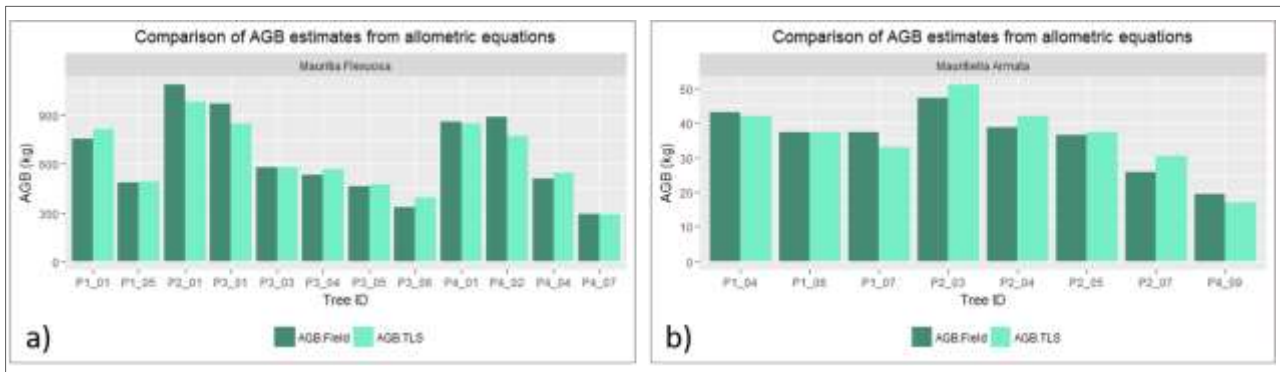 Comparison of AGB estimates from allometric equations
Mauritia Flexuosa
AGB (kg)
900
600
300
0
P1_01 P1_05 P2_01 P3_01 P3_03 P3_04 P3_05 P3_06 P4_01 P4_02 P4_04 P4_07
Tree ID
AGB.Field AGB.TLS
a)
Comparison of AGB estimates from allometric equations
Mauritiella Armata
AGB (kg)
50
40
30
20
10
0
P1_04 P1_06 P1_07 P2_03 P2_04 P2_05 P2_07 P4_09
Tree ID
AGB.Field AGB.TLS
b)